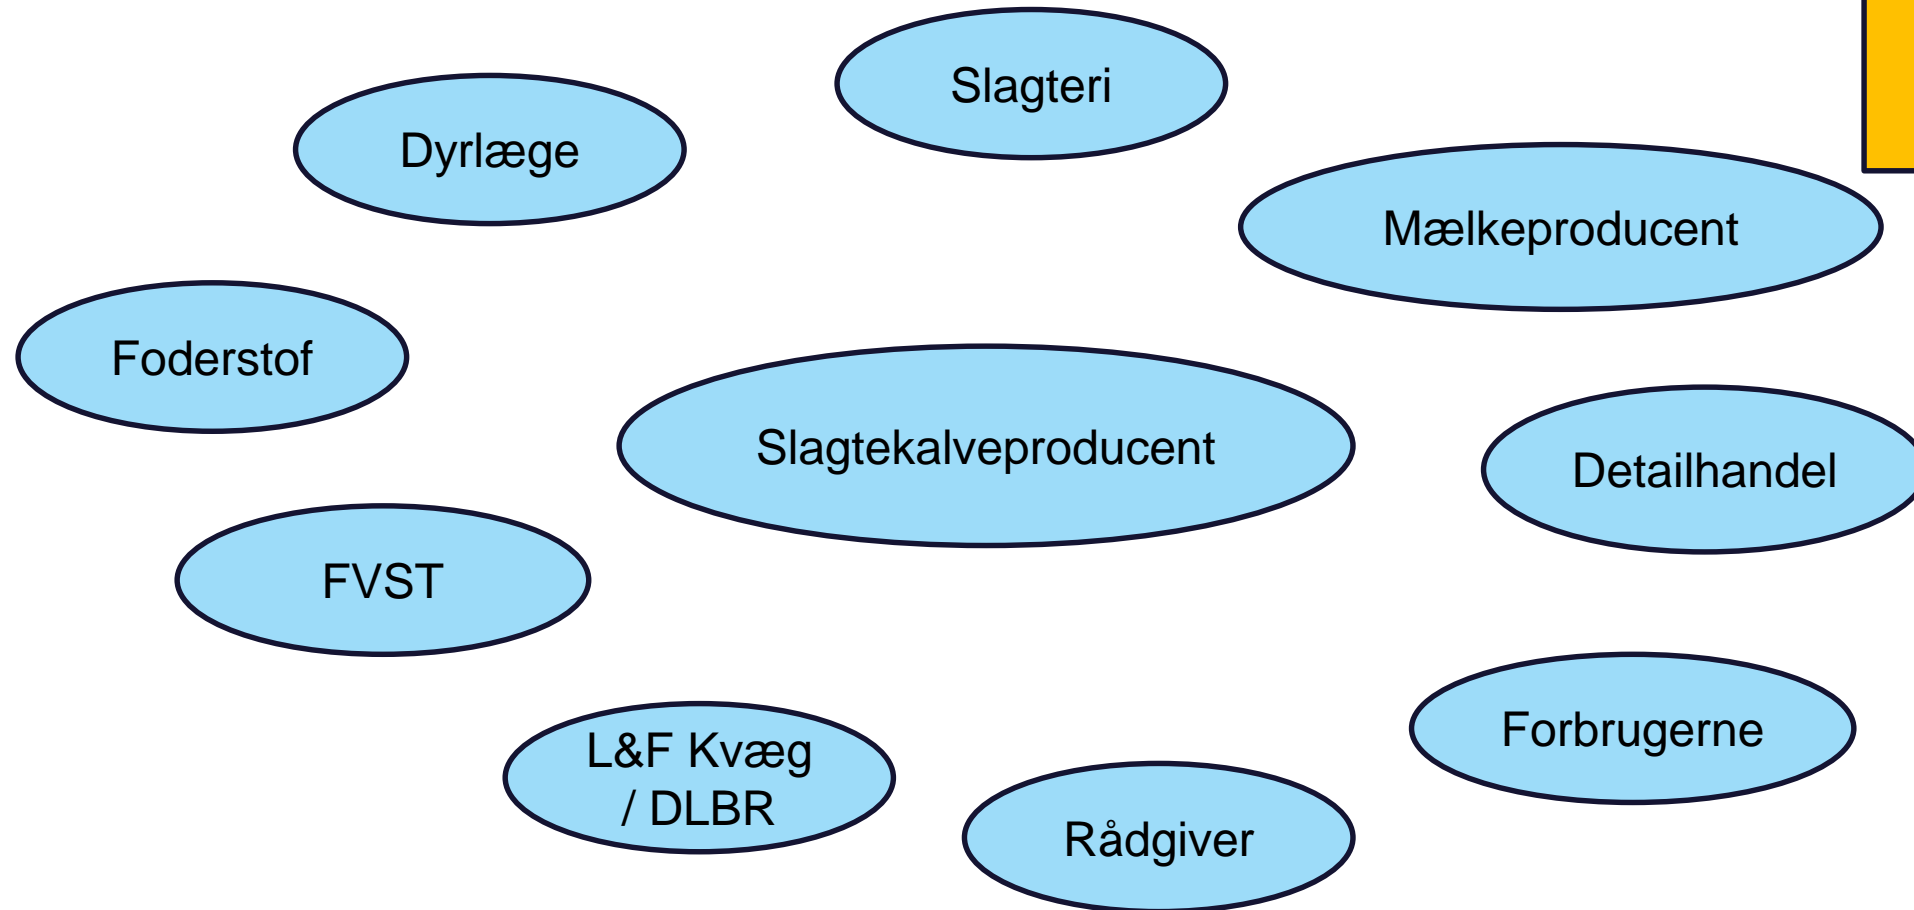 Slagteri
Dyrlæge
Mælkeproducent
Foderstof
Slagtekalveproducent
Detailhandel
FVST
Forbrugerne
L&F Kvæg
/ DLBR
Rådgiver